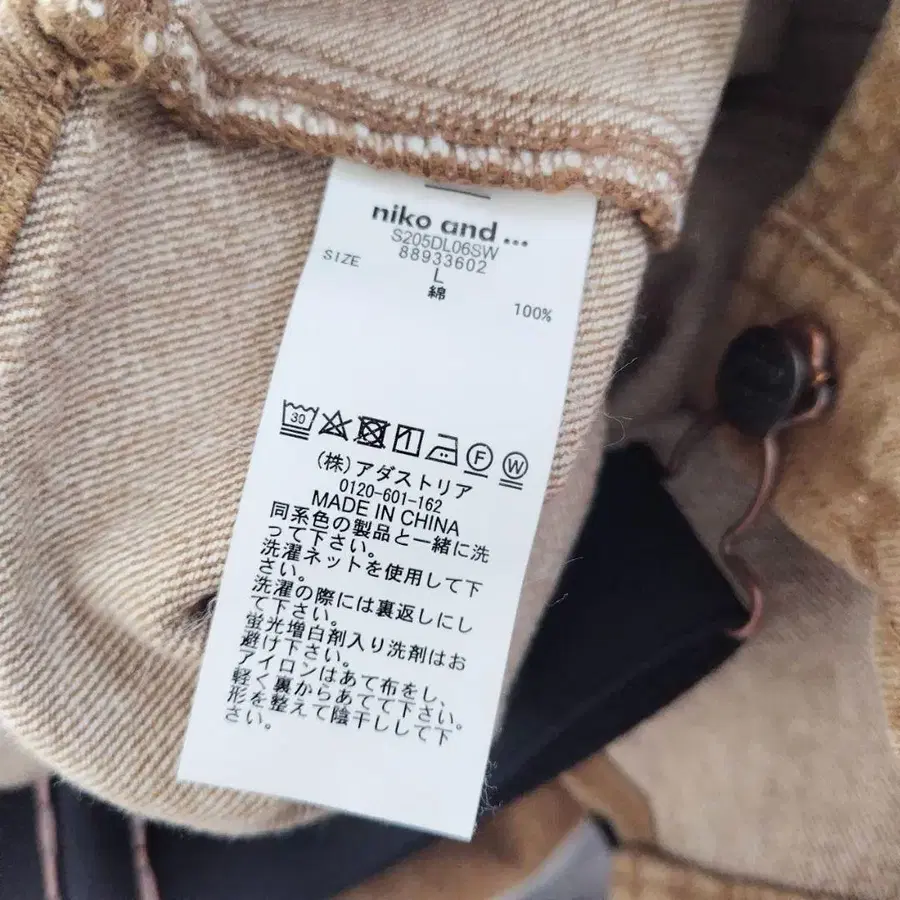 niko and ...
S205DL06SW
88933602
SIZE
L
綿
100%
30
F
W
(株)アダストリア
0120-601-162
MADE IN CHINA
同系色の製品と一緒に洗
って下さい。
洗濯ネットを使用して下
さい。
洗濯の際には裏返しにし
て下さい。
蛍光増白剤入り洗剤はお
避け下さい。
アイロンはあて布をし、
軽く裏からあてて下さい。
形を整えて陰干しして下
さい。